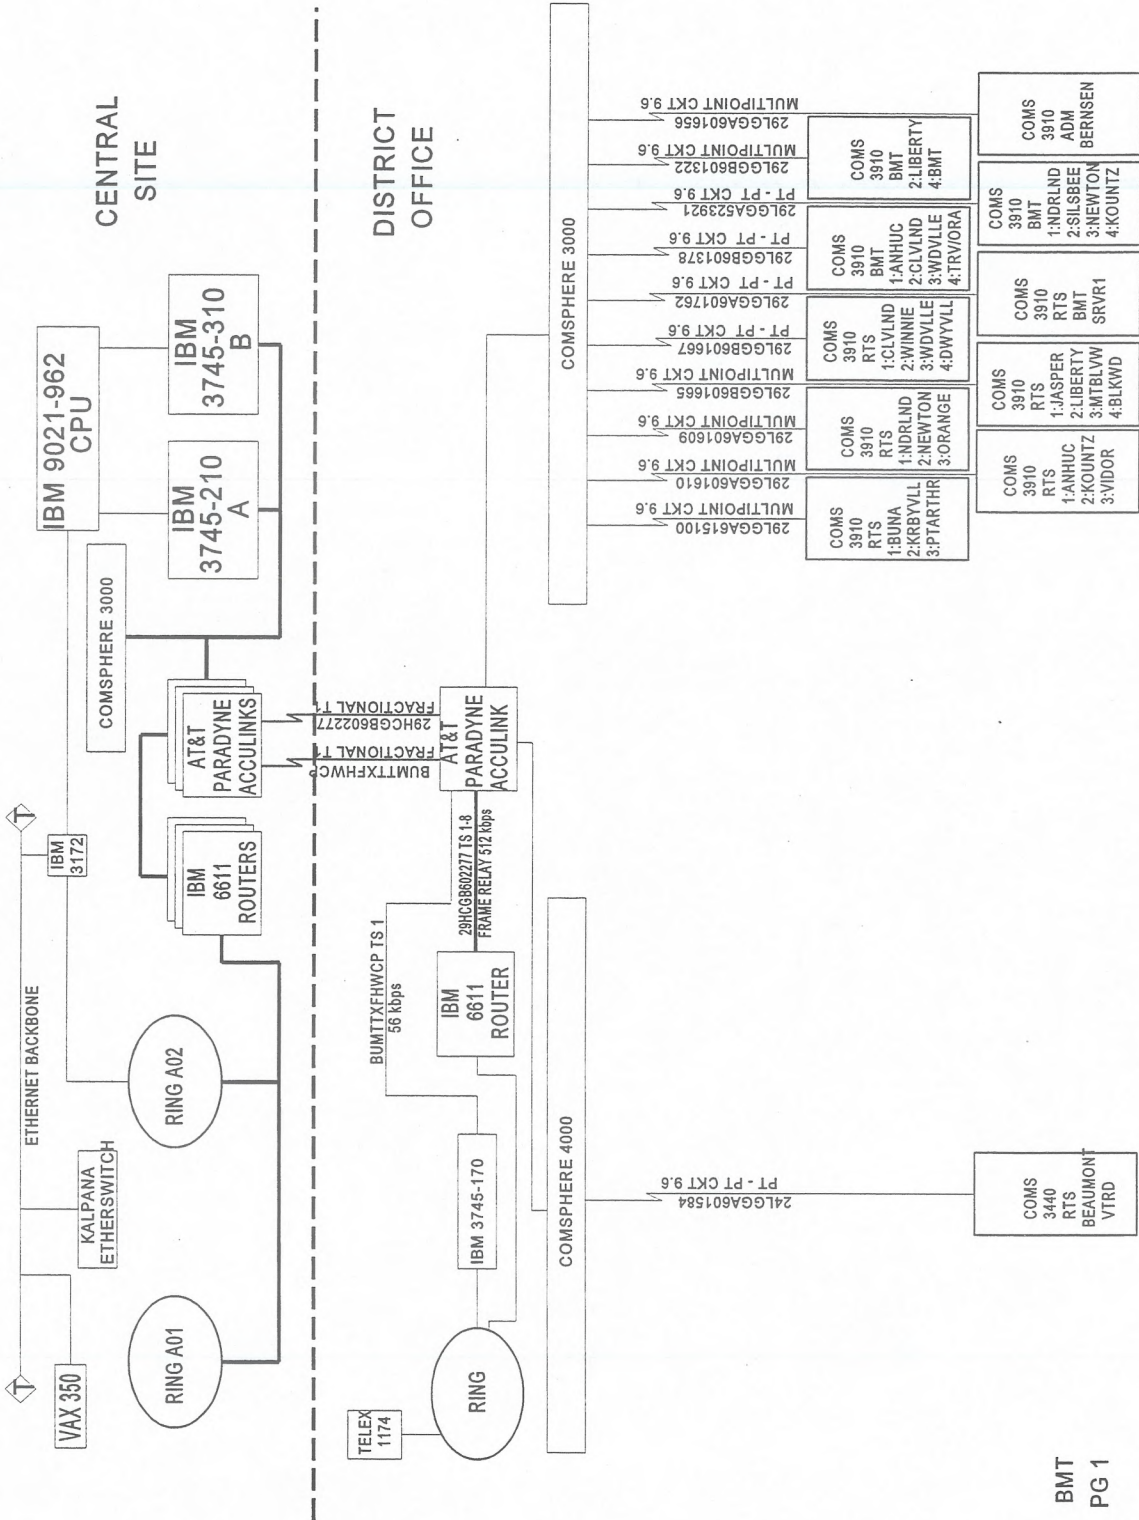 ETHERNET BACKBONE
T
T
VAX 350
KALPANA
ETHERSWITCH
IBM
3172
IBM 9021-962
CPU
CENTRAL
SITE
RING A01
RING A02
IBM
6611
ROUTERS
AT&T
PARADYNE
ACCULINKS
COMSPHERE 3000
IBM
3745-210
A
IBM
3745-310
B
BUMTTXFHWCP
FRACTIONAL T1
29HCGB602277
FRACTIONAL T1
DISTRICT
OFFICE
TELEX
1174
RING
IBM 3745-170
BUMTTXFHWCP TS 1
56 kbps
IBM
6611
ROUTER
29HCGB602277 TS 1-8
FRAME RELAY 512 kbps
AT&T
PARADYNE
ACCULINK
COMSPHERE 4000
COMSPHERE 3000
24LGGA601584
PT - PT CKT 9.6
29LGGA615100
MULTIPOINT CKT 9.6
29LGGA601610
MULTIPOINT CKT 9.6
29LGGA601609
MULTIPOINT CKT 9.6
29LGGB601665
MULTIPOINT CKT 9.6
29LGGB601667
PT - PT CKT 9.6
29LGGA601762
PT - PT CKT 9.6
29LGGB601378
PT - PT CKT 9.6
29LGGA523921
PT - PT CKT 9.6
29LGGB601322
MULTIPOINT CKT 9.6
29LGGA601656
MULTIPOINT CKT 9.6
COMS
3910
RTS
1:BUNA
2:KRBYVLL
3:PTARTHR
COMS
3910
RTS
1:NDRLND
2:NEWTON
3:ORANGE
COMS
3910
RTS
1:CLVLND
2:WINNIE
3:WDVLLE
4:DWYVLL
COMS
3910
BMT
1:ANHUC
2:CLVLND
3:WDVLLE
4:TRV/ORA
COMS
3910
BMT
2:LIBERTY
4:BMT
COMS
3440
RTS
BEAUMONT
VTRD
COMS
3910
RTS
1:ANHUC
2:KOUNTZ
3:VIDOR
COMS
3910
RTS
1:JASPER
2:LIBERTY
3:MTBLVW
4:BLKWD
COMS
3910
RTS
BMT
SRVR1
COMS
3910
BMT
1:NDRLND
2:SILSBEE
3:NEWTON
4:KOUNTZ
COMS
3910
ADM
BERNSEN
BMT
PG 1